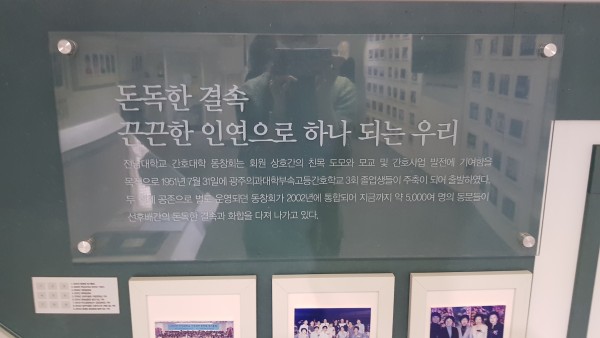 돈독한 결속
끈끈한 인연으로 하나 되는 우리
전남대학교 간호대학 동창회는 회원 상호간의 친목 도모와 모교 및 간호사업 발전에 기여함을
목적으로 1951년 7월 31일에 광주의과대학부속고등간호학교 3회 졸업생들이 주축이 되어 출발하였다.
두 공존으로 운영되던 동창회가 2002년에 통합되어 지금까지 약 5,000여 명의 동문들이
선후배간의 돈독한 결속과 화합을 다져 나가고 있다.